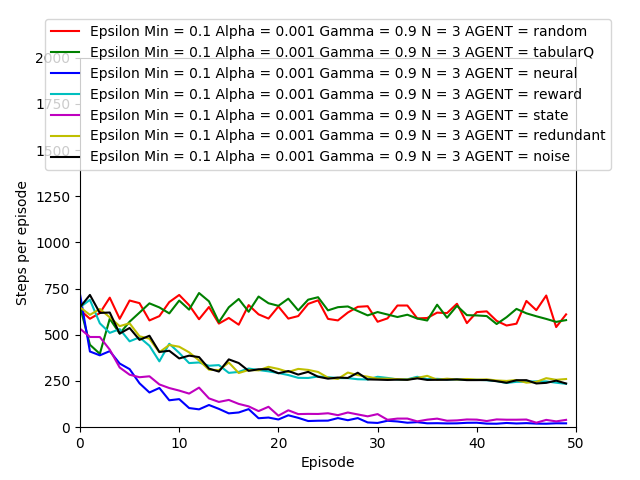 Epsilon Min = 0.1 Alpha = 0.001 Gamma = 0.9 N = 3 AGENT = random
Epsilon Min = 0.1 Alpha = 0.001 Gamma = 0.9 N = 3 AGENT = tabularQ
Epsilon Min = 0.1 Alpha = 0.001 Gamma = 0.9 N = 3 AGENT = neural
Epsilon Min = 0.1 Alpha = 0.001 Gamma = 0.9 N = 3 AGENT = reward
Epsilon Min = 0.1 Alpha = 0.001 Gamma = 0.9 N = 3 AGENT = state
Epsilon Min = 0.1 Alpha = 0.001 Gamma = 0.9 N = 3 AGENT = redundant
Epsilon Min = 0.1 Alpha = 0.001 Gamma = 0.9 N = 3 AGENT = noise
Steps per episode
2000
1750
1500
1250
1000
750
500
250
0
0 10 20 30 40 50
Episode